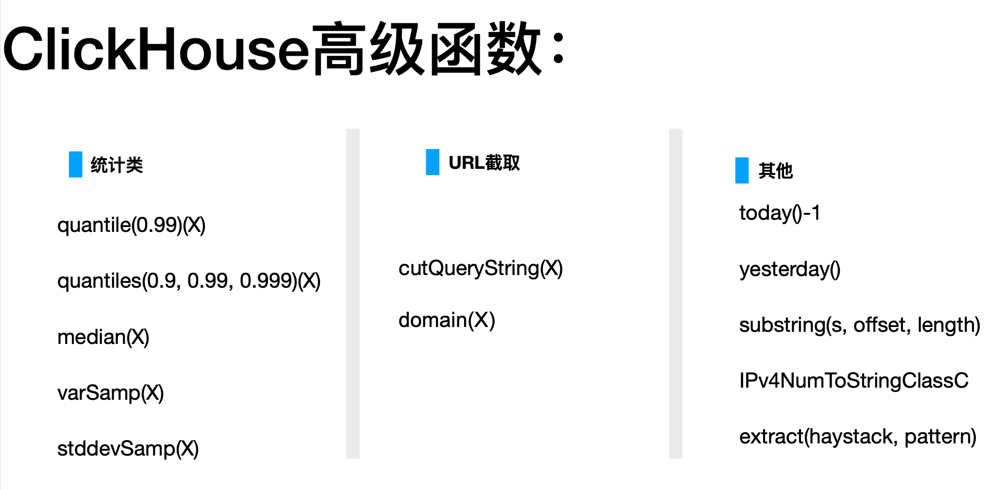 ClickHouse高级函数：
统计类
quantile(0.99)(X)
quantiles(0.9, 0.99, 0.999)(X)
median(X)
varSamp(X)
stddevSamp(X)
URL截取
cutQueryString(X)
domain(X)
其他
today()-1
yesterday()
substring(s, offset, length)
IPv4NumToStringClassC
extract(haystack, pattern)